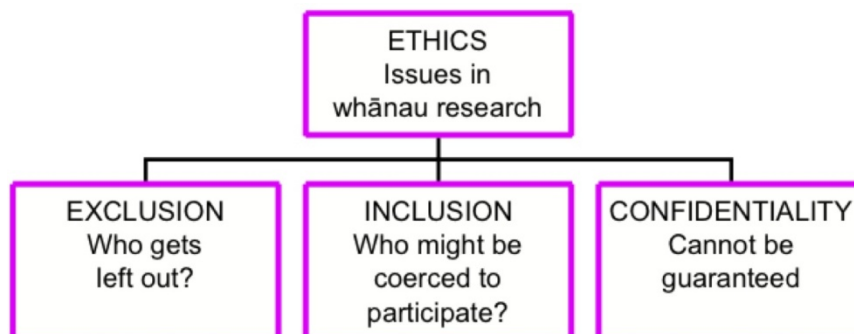 ETHICS
Issues in
whānau research
EXCLUSION
Who gets
left out?
INCLUSION
Who might be
coerced to
participate?
CONFIDENTIALITY
Cannot be
guaranteed